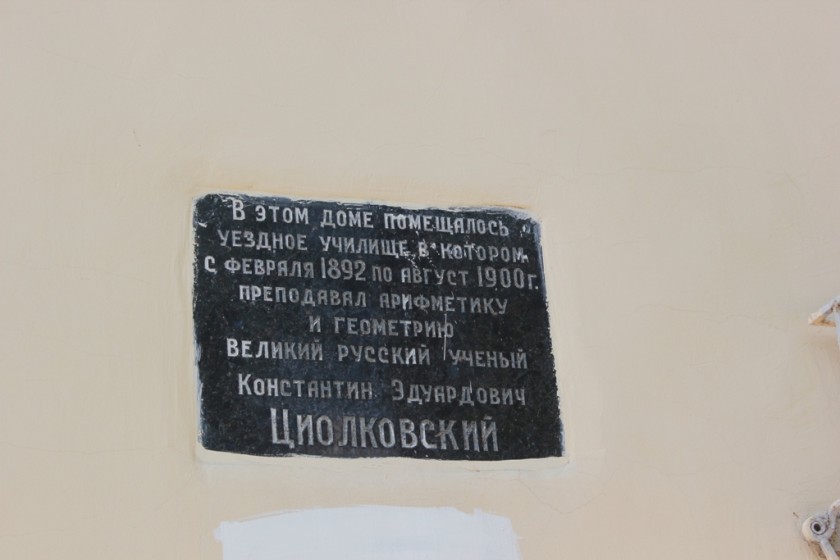 В ЭТОМ ДОМЕ ПОМЕЩАЛОСЬ
УЕЗДНОЕ УЧИЛИЩЕ, В КОТОРОМ
С ФЕВРАЛЯ 1892 ПО АВГУСТ 1900 Г.
ПРЕПОДАВАЛ АРИФМЕТИКУ
И ГЕОМЕТРИЮ
ВЕЛИКИЙ РУССКИЙ УЧЕНЫЙ
КОНСТАНТИН ЭДУАРДОВИЧ
ЦИОЛКОВСКИЙ